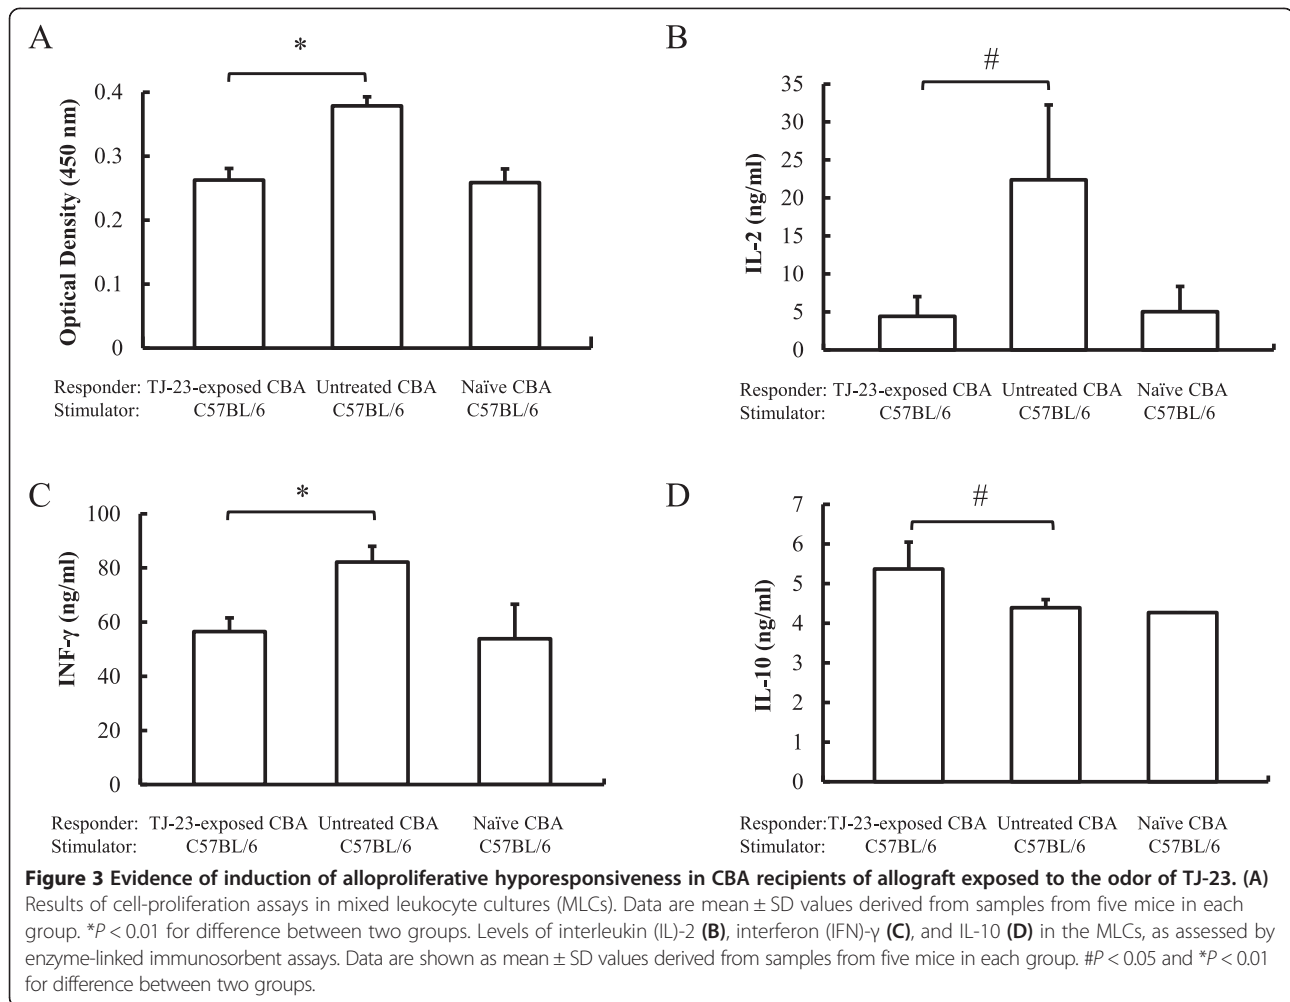 A
*
0.4
0.3
0.2
0.1
0
Optical Density (450 nm)
Responder: TJ-23-exposed CBA Untreated CBA Naïve CBA
Stimulator: C57BL/6 C57BL/6 C57BL/6
B
#
35
30
25
20
15
10
5
0
IL-2 (ng/ml)
Responder: TJ-23-exposed CBA Untreated CBA Naïve CBA
Stimulator: C57BL/6 C57BL/6 C57BL/6
C
*
100
80
60
40
20
0
INF-γ (ng/ml)
Responder: TJ-23-exposed CBA Untreated CBA Naïve CBA
Stimulator: C57BL/6 C57BL/6 C57BL/6
D
#
7
6
5
4
3
2
1
0
IL-10 (ng/ml)
Responder:TJ-23-exposed CBA Untreated CBA Naïve CBA
Stimulator: C57BL/6 C57BL/6 C57BL/6
Figure 3 Evidence of induction of alloproliferative hyporesponsiveness in CBA recipients of allograft exposed to the odor of TJ-23. (A)
Results of cell-proliferation assays in mixed leukocyte cultures (MLCs). Data are mean ± SD values derived from samples from five mice in each
group. *P < 0.01 for difference between two groups. Levels of interleukin (IL)-2 (B), interferon (IFN)-γ (C), and IL-10 (D) in the MLCs, as assessed by
enzyme-linked immunosorbent assays. Data are shown as mean ± SD values derived from samples from five mice in each group. #P < 0.05 and *P < 0.01
for difference between two groups.